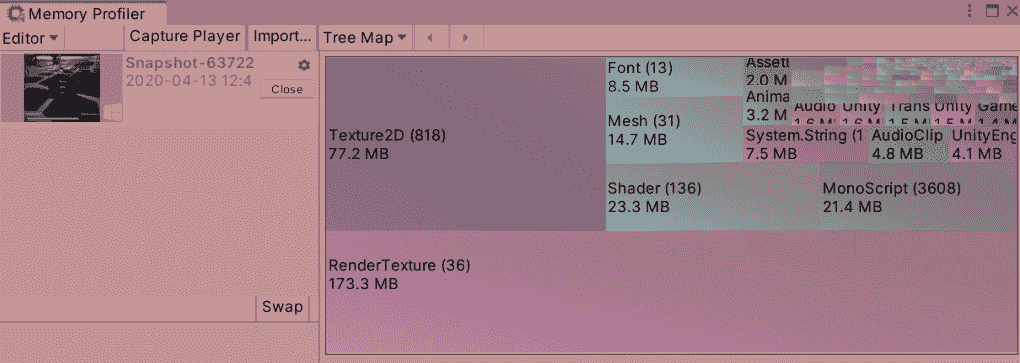 Memory Profiler
Editor
Capture Player
Import...
Tree Map
Snapshot-63722
2020-04-13 12:4
Close
Swap
Texture2D (818)
77.2 MB
Font (13)
8.5 MB
Mesh (31)
14.7 MB
Asseti
2.0 M
Anima
3.2 M
Audio
Unity
Trans
Unity
Game
System.String (1
7.5 MB
AudioClip
4.8 MB
UnityEng
4.1 MB
Shader (136)
23.3 MB
MonoScript (3608)
21.4 MB
RenderTexture (36)
173.3 MB